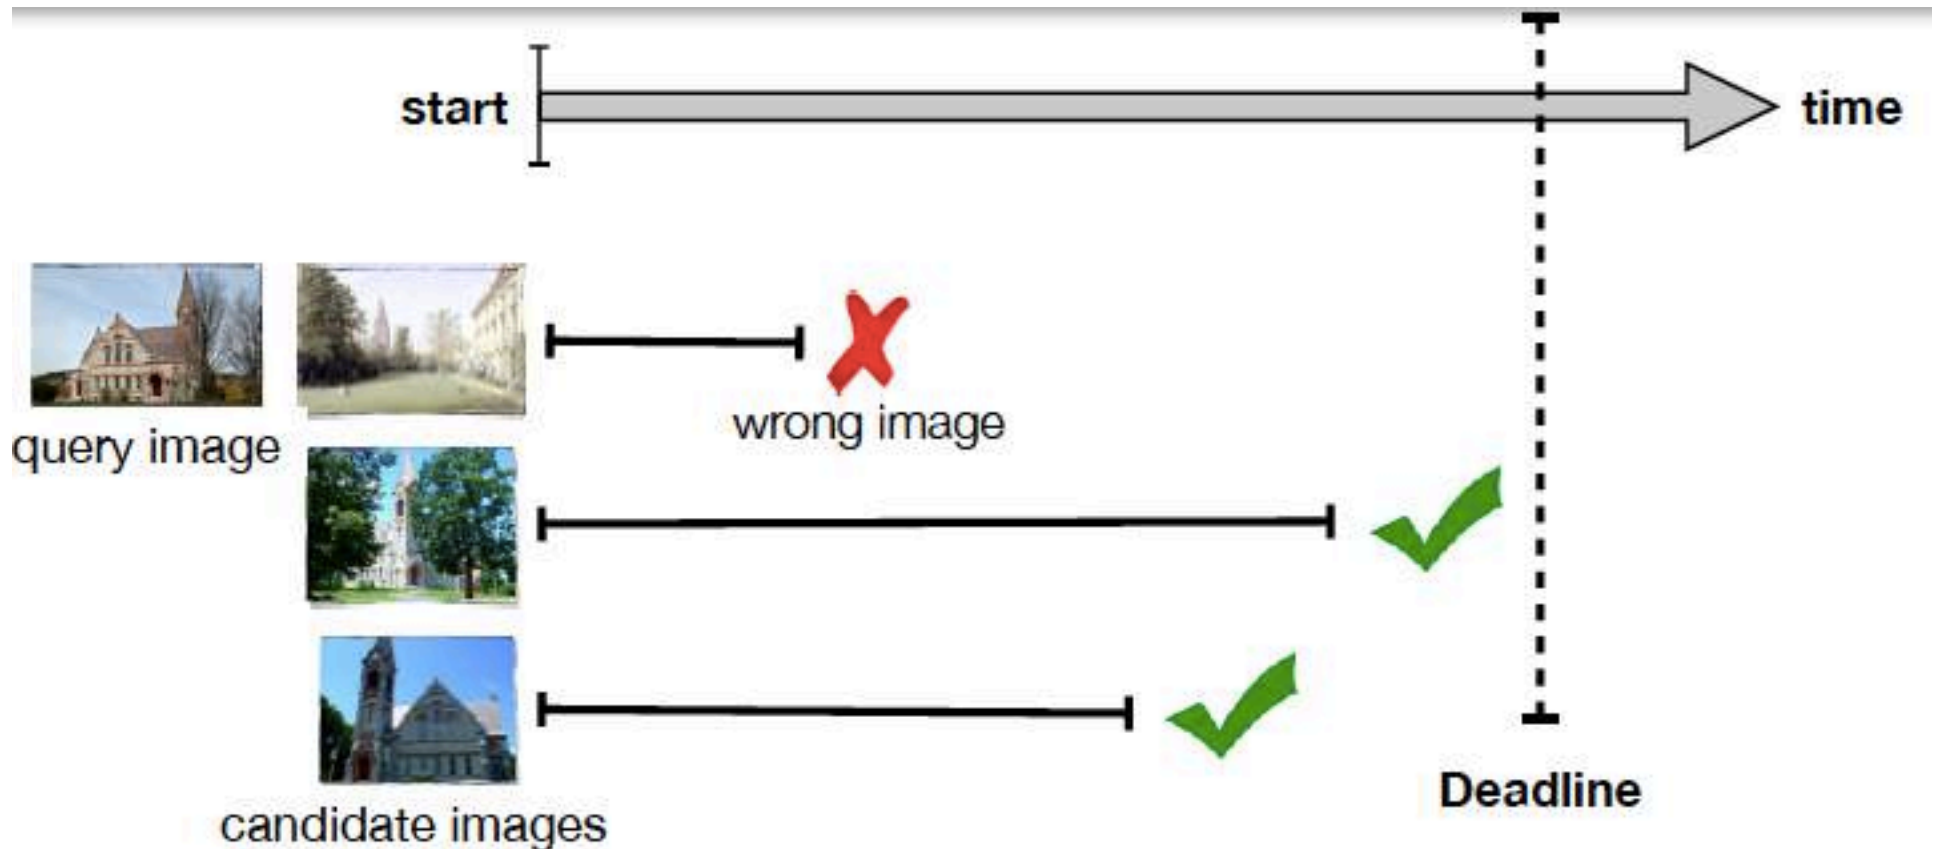 start
time
query image
wrong image
candidate images
Deadline